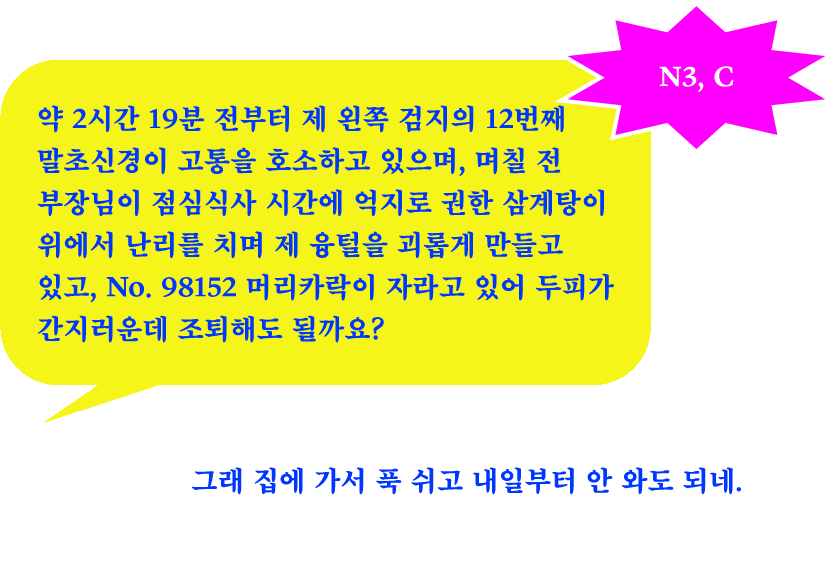 N3, C
약 2시간 19분 전부터 제 왼쪽 검지의 12번째
말초신경이 고통을 호소하고 있으며, 며칠 전
부장님이 점심식사 시간에 억지로 권한 삼계탕이
위에서 난리를 치며 제 융털을 괴롭게 만들고
있고, No. 98152 머리카락이 자라고 있어 두피가
간지러운데 조퇴해도 될까요?
그래 집에 가서 푹 쉬고 내일부터 안 와도 되네.